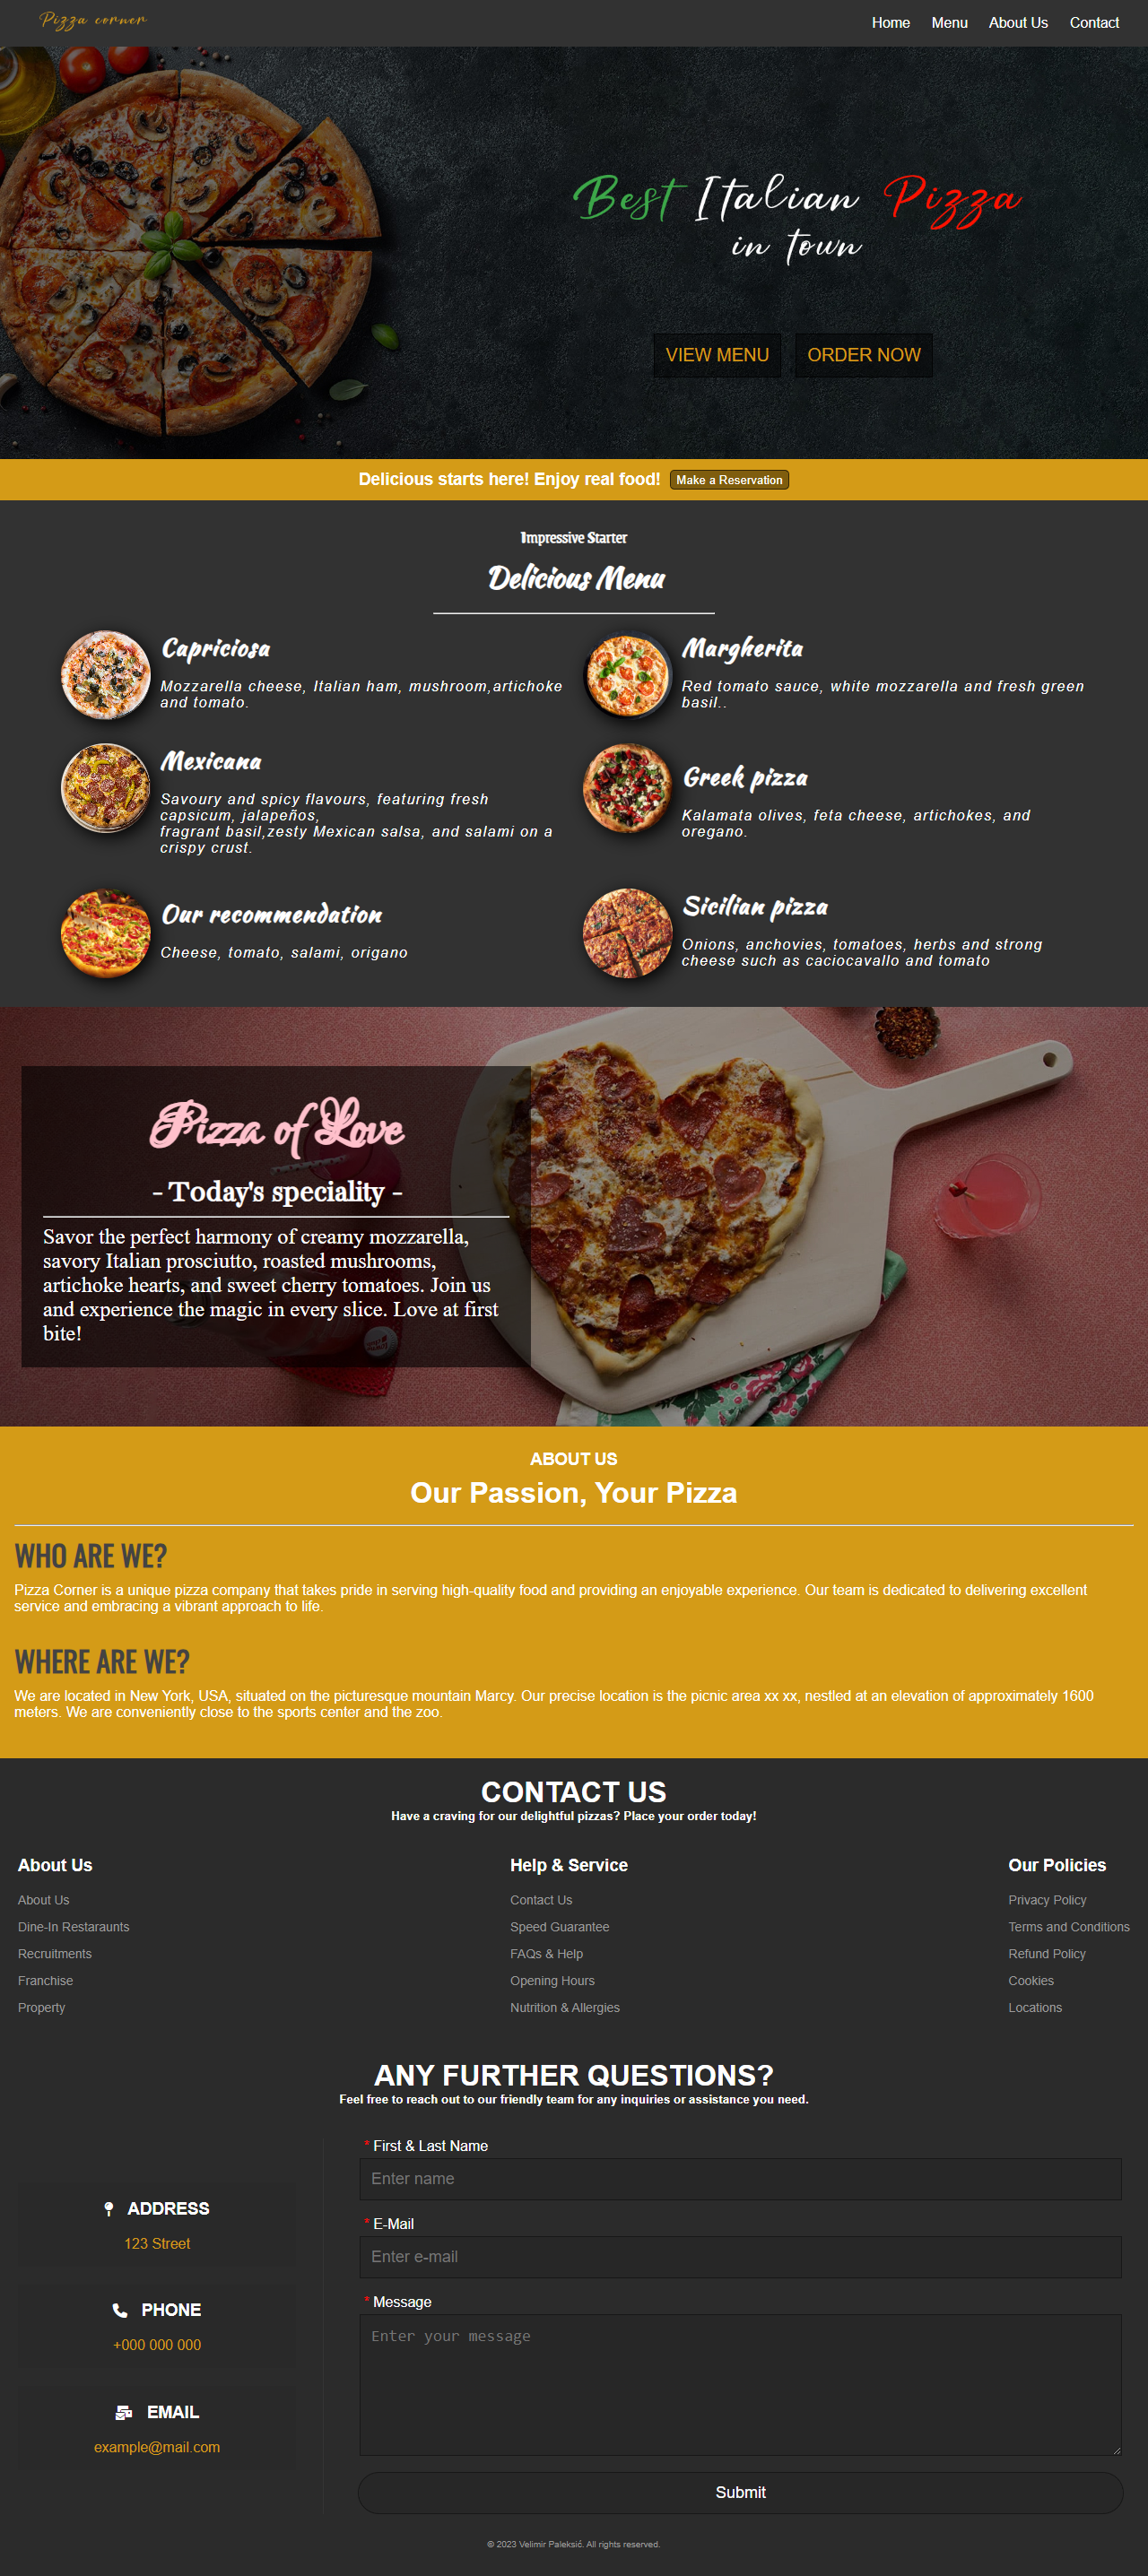 Pizza corner
Home Menu About Us Contact
Best Italian Pizza
in town
VIEW MENU ORDER NOW
Delicious starts here! Enjoy real food! Make a Reservation
Impressive Starter
Delicious Menu
Capriciosa
Mozzarella cheese, Italian ham, mushroom,artichoke
and tomato.
Margherita
Red tomato sauce, white mozzarella and fresh green
basil..
Mexicana
Savoury and spicy flavours, featuring fresh
capsicum, jalapeños,
fragrant basil,zesty Mexican salsa, and salami on a
crispy crust.
Greek pizza
Kalamata olives, feta cheese, artichokes, and
oregano.
Our recommendation
Cheese, tomato, salami, origano
Sicilian pizza
Onions, anchovies, tomatoes, herbs and strong
cheese such as caciocavallo and tomato
Pizza of Love
- Today's speciality -
Savor the perfect harmony of creamy mozzarella,
savory Italian prosciutto, roasted mushrooms,
artichoke hearts, and sweet cherry tomatoes. Join us
and experience the magic in every slice. Love at first
bite!
ABOUT US
Our Passion, Your Pizza
WHO ARE WE?
Pizza Corner is a unique pizza company that takes pride in serving high-quality food and providing an enjoyable experience. Our team is dedicated to delivering excellent
service and embracing a vibrant approach to life.
WHERE ARE WE?
We are located in New York, USA, situated on the picturesque mountain Marcy. Our precise location is the picnic area xx xx, nestled at an elevation of approximately 1600
meters. We are conveniently close to the sports center and the zoo.
CONTACT US
Have a craving for our delightful pizzas? Place your order today!
About Us
About Us
Dine-In Restaraunts
Recruitments
Franchise
Property
Help & Service
Contact Us
Speed Guarantee
FAQs & Help
Opening Hours
Nutrition & Allergies
Our Policies
Privacy Policy
Terms and Conditions
Refund Policy
Cookies
Locations
ANY FURTHER QUESTIONS?
Feel free to reach out to our friendly team for any inquiries or assistance you need.
ADDRESS
123 Street
PHONE
+000 000 000
EMAIL
example@mail.com
* First & Last Name
Enter name
* E-Mail
Enter e-mail
* Message
Enter your message
Submit
© 2023 Velimir Paleksić. All rights reserved.